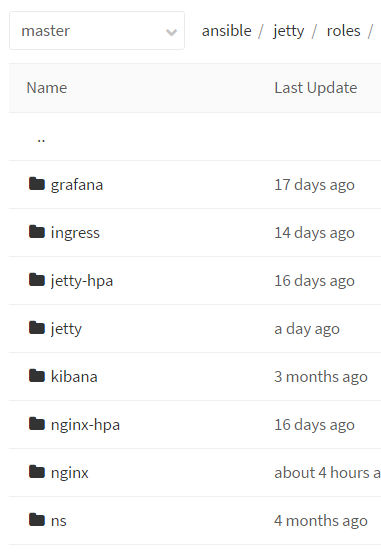 master ansible / jetty / roles /
Name Last Update
..
grafana 17 days ago
ingress 14 days ago
jetty-hpa 16 days ago
jetty a day ago
kibana 3 months ago
nginx-hpa 16 days ago
nginx about 4 hours a
ns 4 months ago